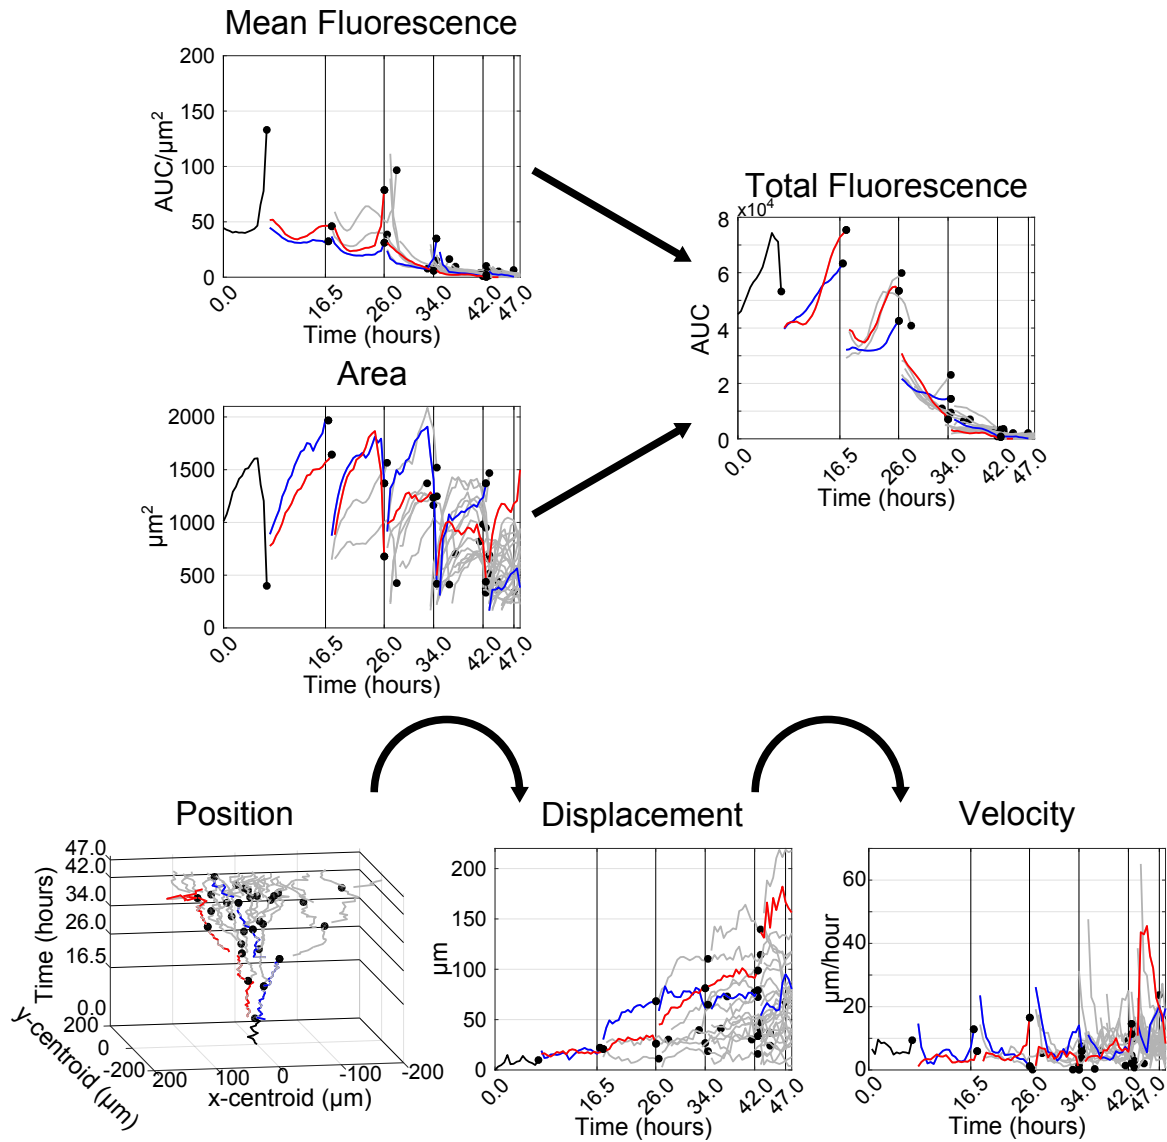 Mean Fluorescence
200
150
100
50
0
AUC/µm²
0.0 16.5 26.0 34.0 42.0 47.0
Time (hours)
Total Fluorescence
x10⁴
8
6
4
2
0
AUC
0.0 16.5 26.0 34.0 42.0 47.0
Time (hours)
Area
2000
1500
1000
500
0
µm²
0.0 16.5 26.0 34.0 42.0 47.0
Time (hours)
Position
47.0
42.0
34.0
26.0
16.5
0.0
Time (hours)
200
0
-200
y-centroid (µm)
200 100 0 -100 -200
x-centroid (µm)
Displacement
200
150
100
50
0
µm
0.0 16.5 26.0 34.0 42.0 47.0
Time (hours)
Velocity
60
40
20
0
µm/hour
0.0 16.5 26.0 34.0 42.0 47.0
Time (hours)